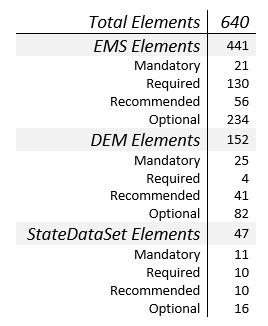 Total Elements 640
EMS Elements 441
Mandatory 21
Required 130
Recommended 56
Optional 234
DEM Elements 152
Mandatory 25
Required 4
Recommended 41
Optional 82
StateDataSet Elements 47
Mandatory 11
Required 10
Recommended 10
Optional 16